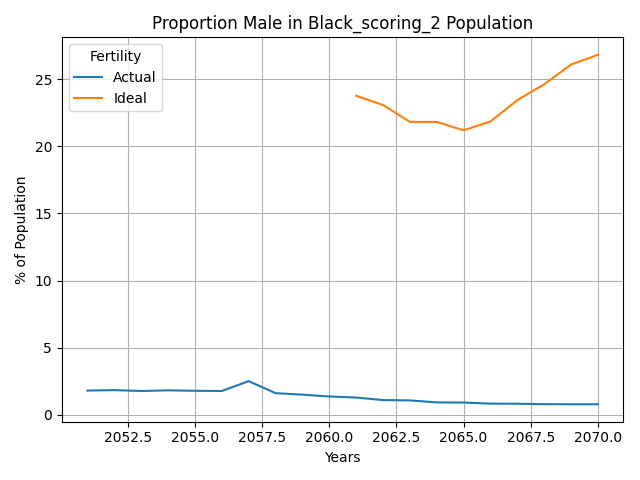 Proportion Male in Black_scoring_2 Population
Fertility
Actual
Ideal
% of Population
25
20
15
10
5
0
2052.5 2055.0 2057.5 2060.0 2062.5 2065.0 2067.5 2070.0
Years